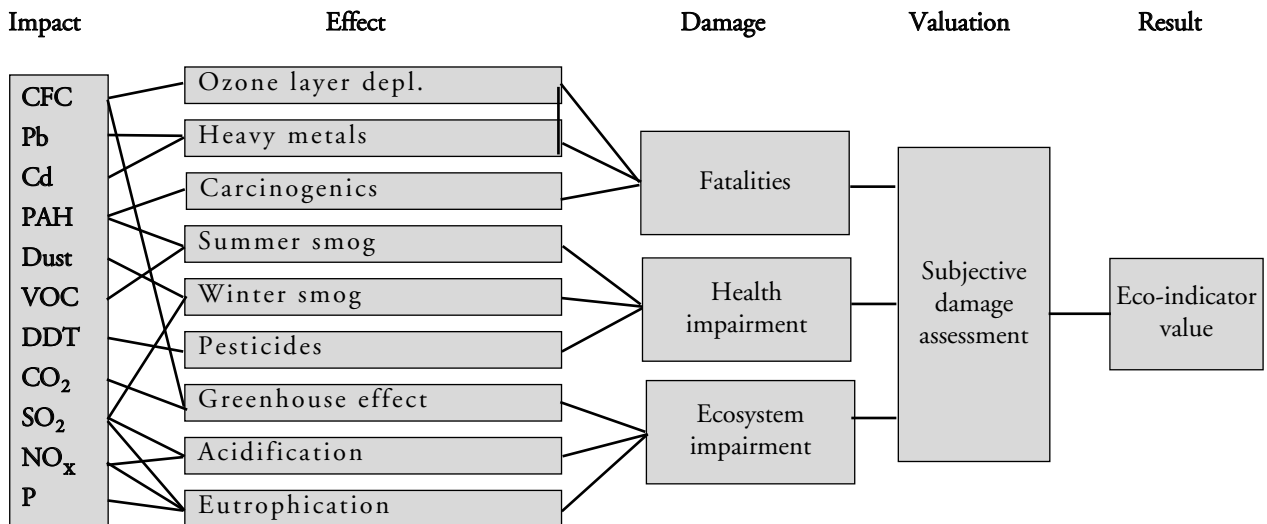 Impact
Effect
Damage
Valuation
Result
CFC
Pb
Cd
PAH
Dust
VOC
DDT
CO₂
SO₂
NOₓ
P
Ozone layer depl.
Heavy metals
Carcinogenics
Summer smog
Winter smog
Pesticides
Greenhouse effect
Acidification
Eutrophication
Fatalities
Health
impairment
Ecosystem
impairment
Subjective
damage
assessment
Eco-indicator
value